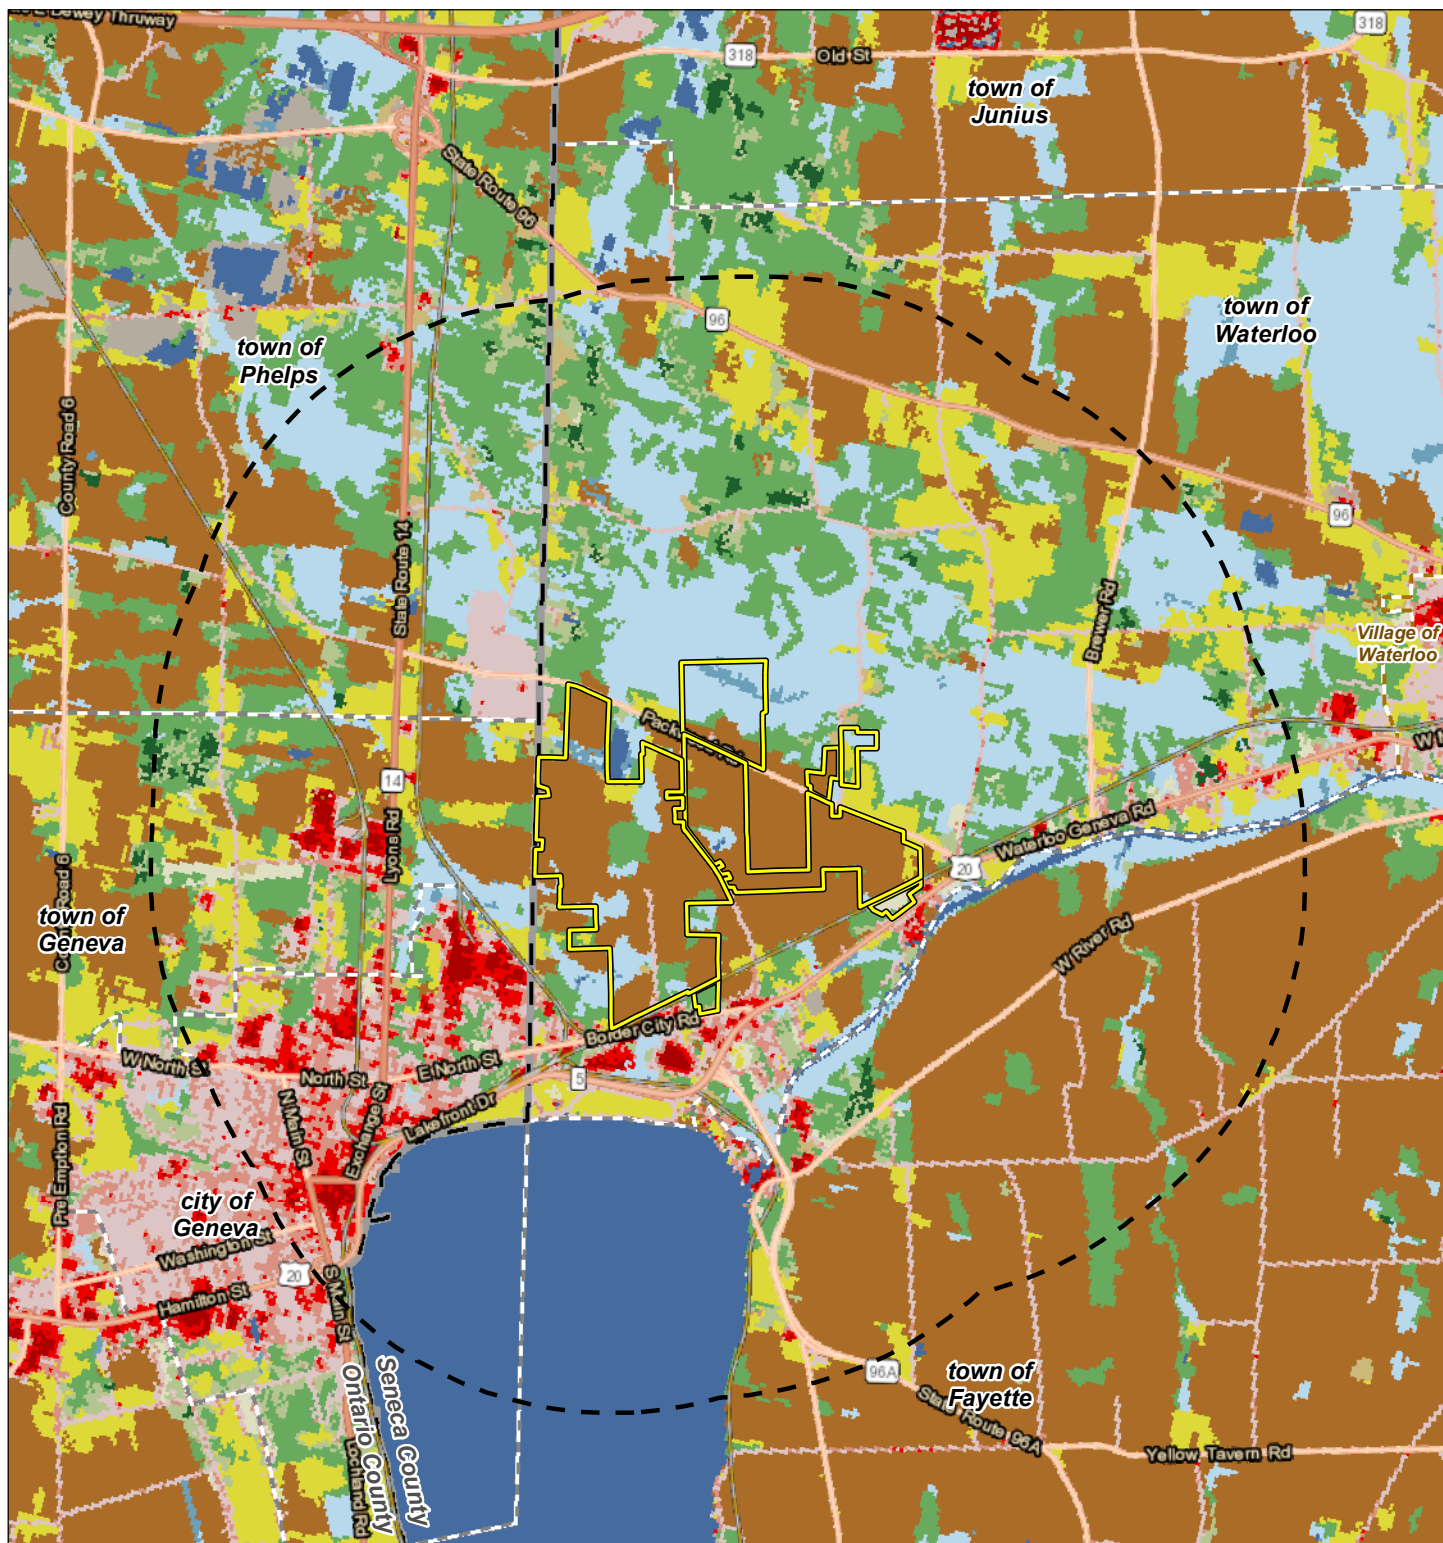 Dewey Thruway
318
318
Old St
town of
Junius
State Route 96
town of
Waterloo
96
town of
Phelps
County Road 6
State Route 14
96
Brower Rd
Village of
Waterloo
14
Lyons Rd
Waterloo Geneva Rd
20
County Road 6
town of
Geneva
W River Rd
Border City Rd
W North S
North St
E North St
5
N Main St
Exchange St
Lakefront Dr
Pre Emption Rd
city of
Geneva
Washington St
20
Hamilton St
S Main St
Seneca County
Ontario County
Lochland Rd
96A
town of
Fayette
State Route 96A
Yellow Tavern Rd